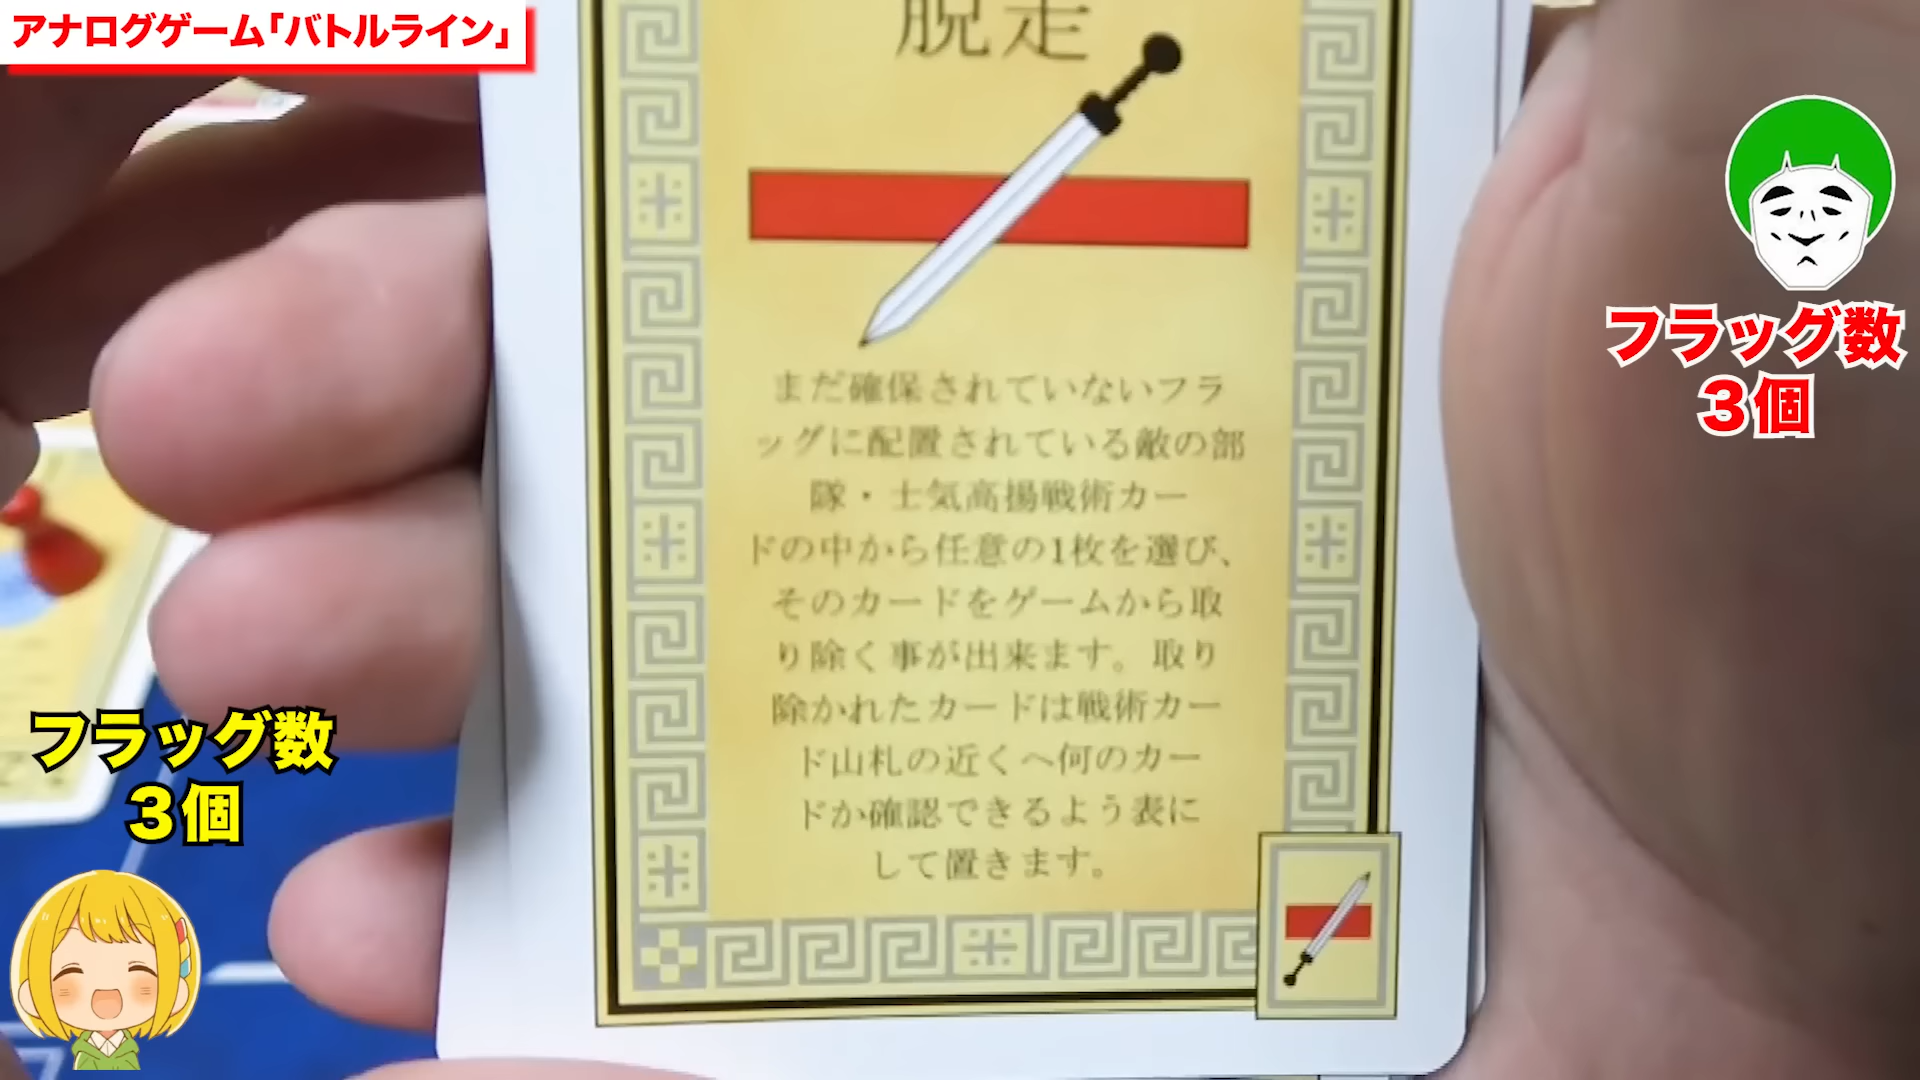 アナログゲーム「バトルライン」
脱走
まだ確保されていないフラ
ッグに配置されている敵の部
隊・士気高揚戦術カー
ドの中から任意の1枚を選び、
そのカードをゲームから取
り除く事が出来ます。取り
除かれたカードは戦術カー
ド山札の近くへ何のカー
ドか確認できるよう表に
して置きます。
フラッグ数
3個
フラッグ数
3個